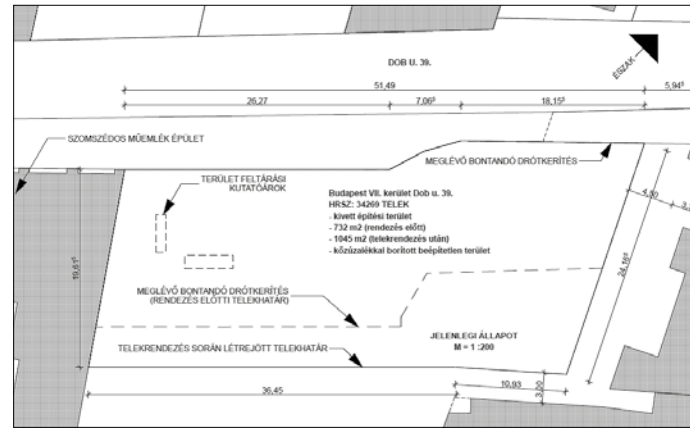 DOB U. 39.
ÉSZAK
51,49
5,94⁵
26,27
7,06⁵
18,15⁵
SZOMSZÉDOS MŰEMLÉK ÉPÜLET
MEGLÉVŐ BONTANDÓ DRÓTKERÍTÉS
TERÜLET FELTÁRÁSI
KUTATÓÁROK
Budapest VII. kerület Dob u. 39.
HRSZ: 34269 TELEK
- kivett építési terület
- 732 m2 (rendezés előtt)
- 1045 m2 (telekrendezés után)
- kőzúzalékkal borított beépítetlen terület
4,00
19,61⁵
24,16⁵
MEGLÉVŐ BONTANDÓ DRÓTKERÍTÉS
(RENDEZÉS ELŐTTI TELEKHATÁR)
JELENLEGI ÁLLAPOT
M = 1 :200
TELEKRENDEZÉS SORÁN LÉTREJÖTT TELEKHATÁR
36,45
10,93
3,00